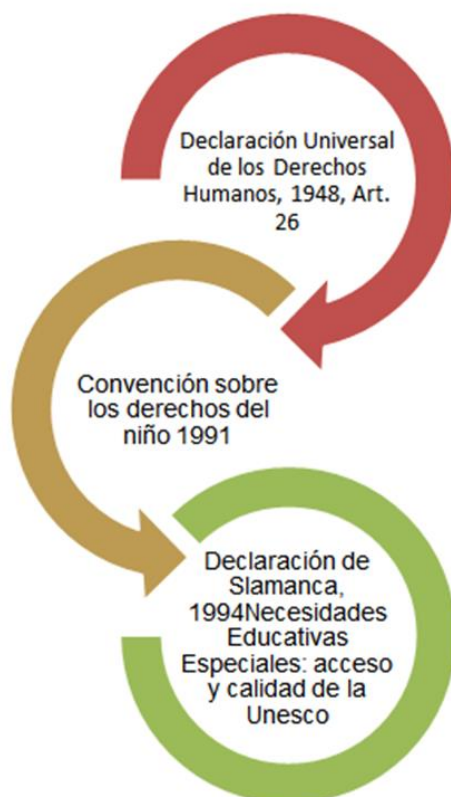 Declaración Universal
de los Derechos
Humanos, 1948, Art.
26
Convención sobre
los derechos del
niño 1991
Declaración de
Slamanca,
1994Necesidades
Educativas
Especiales: acceso
y calidad de la
Unesco